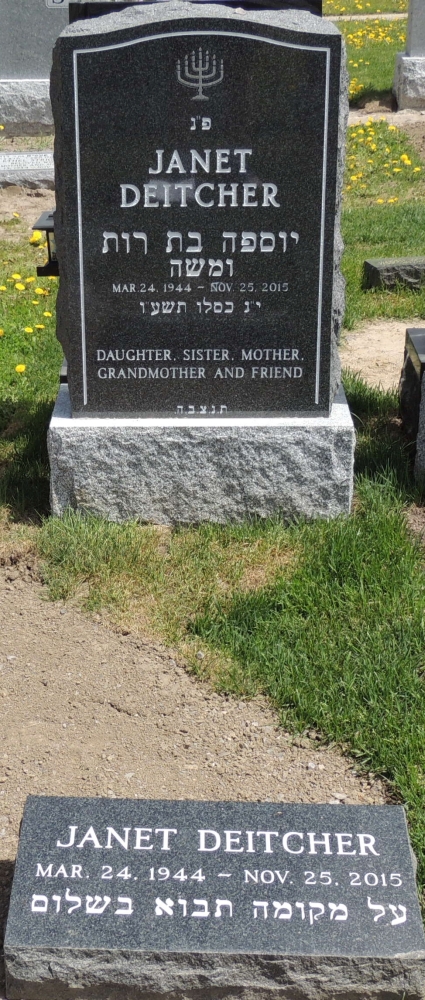 פ"נ
JANET
DEITCHER
יוספה בת רות
ומשה
MAR.24. 1944 - NOV. 25. 2015
י"ג כסלו תשע"ו
DAUGHTER, SISTER, MOTHER,
GRANDMOTHER AND FRIEND
ת.נ.צ.ב.ה
JANET DEITCHER
MAR. 24. 1944 - NOV. 25. 2015
על מקומה תבוא בשלום